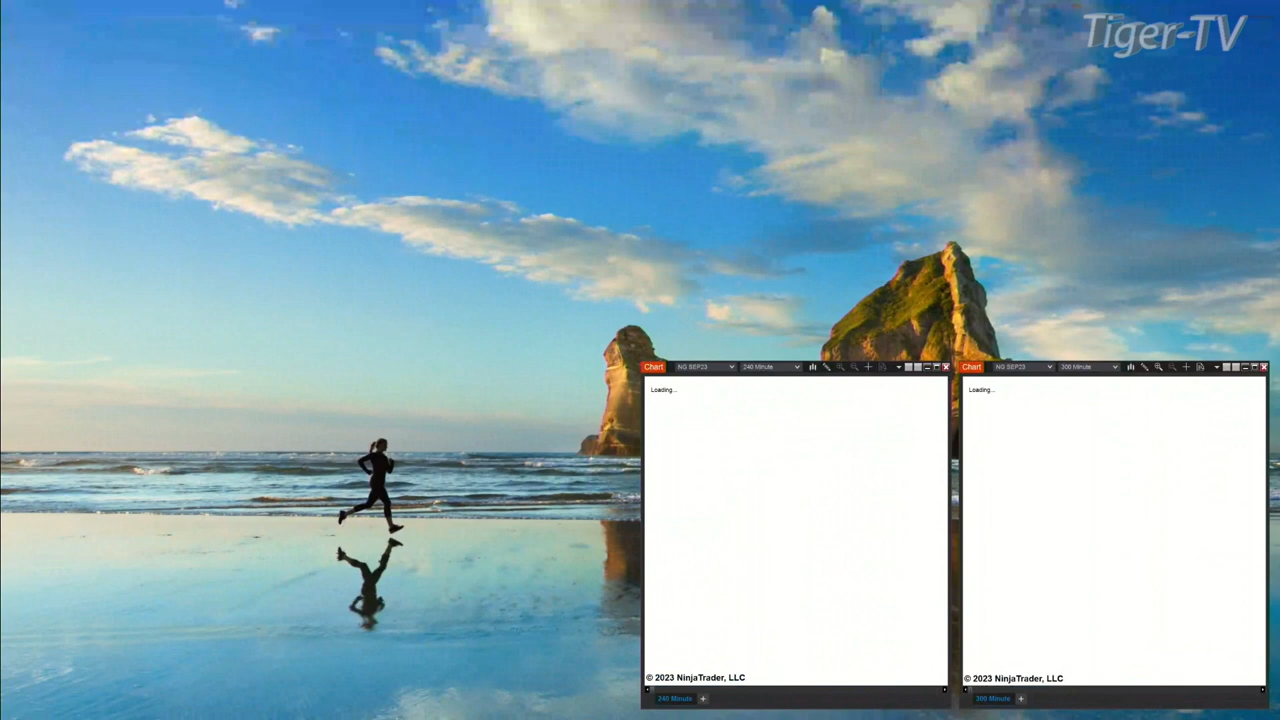 Tiger-TV
Chart NG SEP23 240 Minute
Loading...
© 2023 NinjaTrader, LLC
240 Minute +
Chart NG SEP23 300 Minute
Loading...
© 2023 NinjaTrader, LLC
300 Minute +